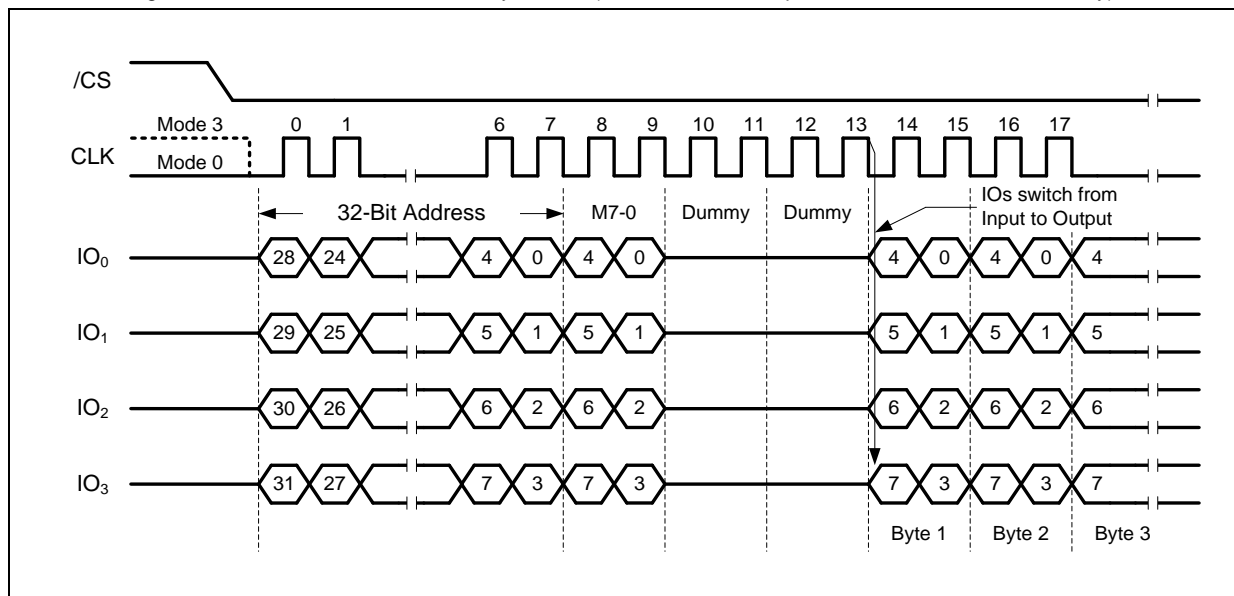 /CS
Mode 3
CLK
Mode 0
0 1 6 7 8 9 10 11 12 13 14 15 16 17
32-Bit Address M7-0 Dummy Dummy
IOs switch from
Input to Output
IO₀ 28 24 4 0 4 0 4 0 4 0 4
IO₁ 29 25 5 1 5 1 5 1 5 1 5
IO₂ 30 26 6 2 6 2 6 2 6 2 6
IO₃ 31 27 7 3 7 3 7 3 7 3 7
Byte 1 Byte 2 Byte 3